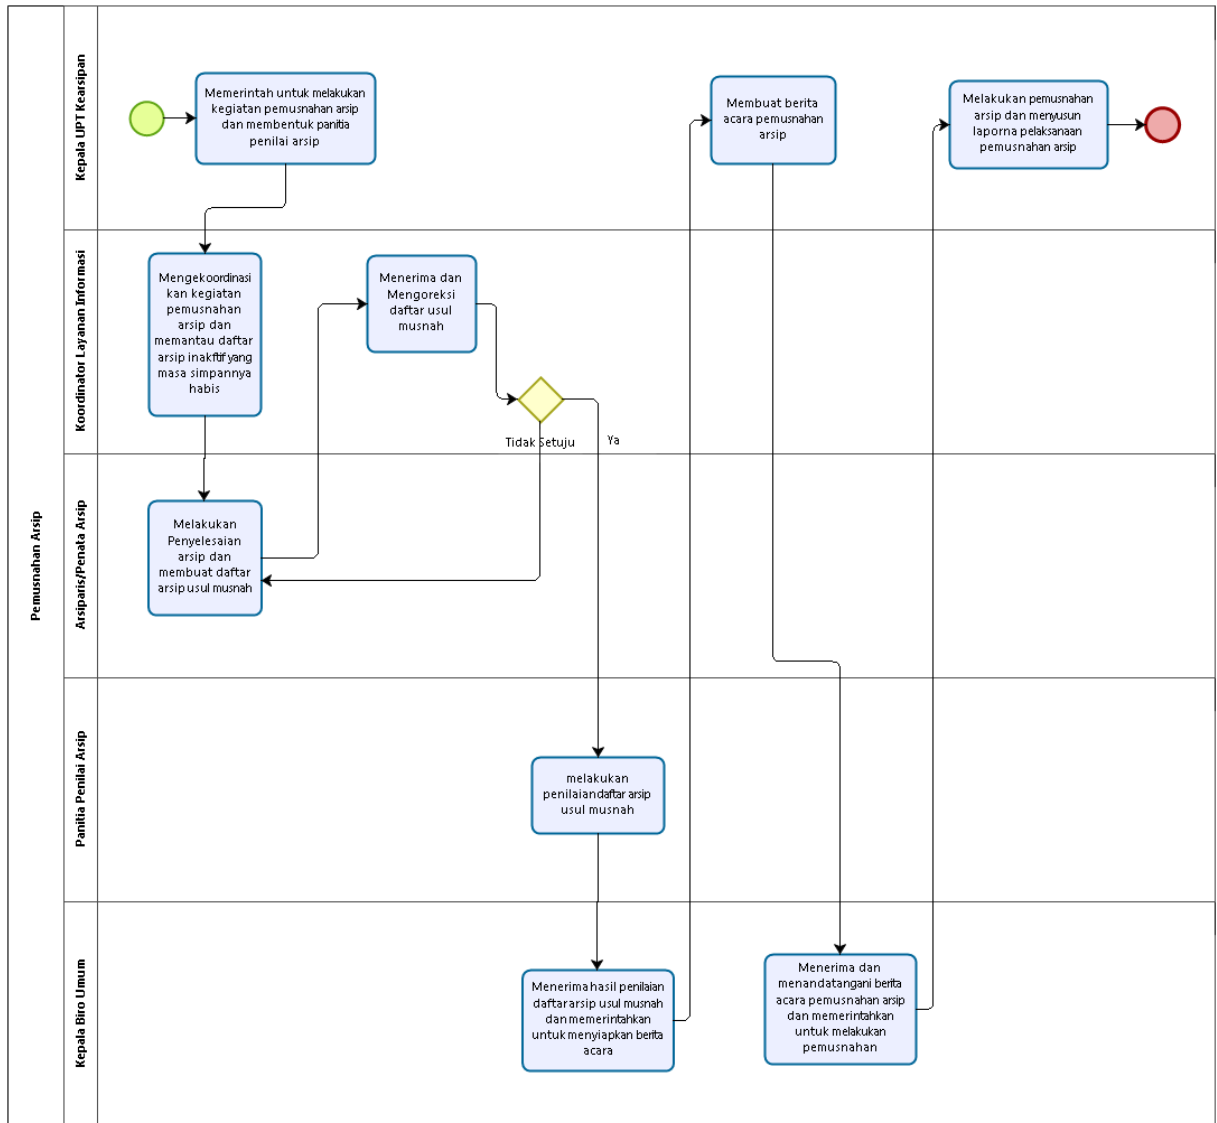 Pemusnahan Arsip
Kepala UPT Kearsipan
Memerintah untuk melakukan
kegiatan pemusnahan arsip
dan membentuk panitia
penilai arsip
Membuat berita
acara pemusnahan
arsip
Melakukan pemusnahan
arsip dan menyusun
laporna pelaksanaan
pemusnahan arsip
Koordinator Layanan Informasi
Mengekoordinasi
kan kegiatan
pemusnahan
arsip dan
memantau daftar
arsip inakftif yang
masa simpannya
habis
Menerima dan
Mengoreksi
daftar usul
musnah
Tidak Setuju
Ya
Arsiparis/Penata Arsip
Melakukan
Penyelesaian
arsip dan
membuat daftar
arsip usul musnah
Panitia Penilai Arsip
melakukan
penilaian daftar arsip
usul musnah
Kepala Biro Umum
Menerima hasil penilaian
daftar arsip usul musnah
dan memerintahkan
untuk menyiapkan berita
acara
Menerima dan
menandatangani berita
acara pemusnahan arsip
dan memerintahkan
untuk melakukan
pemusnahan